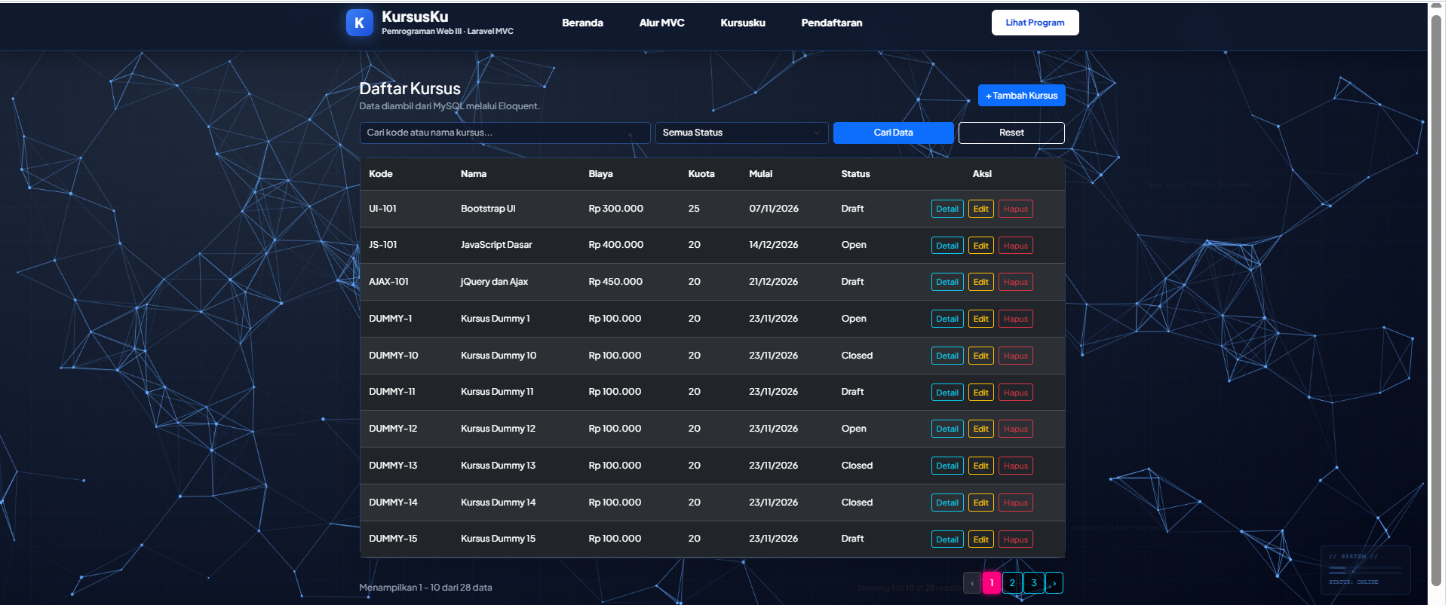 K
KursusKu
Pemrograman Web III · Laravel MVC
Beranda Alur MVC Kursusku Pendaftaran
Lihat Program
Daftar Kursus
Data diambil dari MySQL melalui Eloquent.
+ Tambah Kursus
Cari kode atau nama kursus... Semua Status Cari Data Reset
Kode Nama Biaya Kuota Mulai Status Aksi
UI-101 Bootstrap UI Rp 300.000 25 07/11/2026 Draft Detail Edit Hapus
JS-101 JavaScript Dasar Rp 400.000 20 14/12/2026 Open Detail Edit Hapus
AJAX-101 jQuery dan Ajax Rp 450.000 20 21/12/2026 Draft Detail Edit Hapus
DUMMY-1 Kursus Dummy 1 Rp 100.000 20 23/11/2026 Open Detail Edit Hapus
DUMMY-10 Kursus Dummy 10 Rp 100.000 20 23/11/2026 Closed Detail Edit Hapus
DUMMY-11 Kursus Dummy 11 Rp 100.000 20 23/11/2026 Draft Detail Edit Hapus
DUMMY-12 Kursus Dummy 12 Rp 100.000 20 23/11/2026 Open Detail Edit Hapus
DUMMY-13 Kursus Dummy 13 Rp 100.000 20 23/11/2026 Closed Detail Edit Hapus
DUMMY-14 Kursus Dummy 14 Rp 100.000 20 23/11/2026 Closed Detail Edit Hapus
DUMMY-15 Kursus Dummy 15 Rp 100.000 20 23/11/2026 Draft Detail Edit Hapus
Menampilkan 1 - 10 dari 28 data
Showing 1 to 10 of 28 results
‹ 1 2 3 ›
// SYSTEM //
STATUS: ONLINE